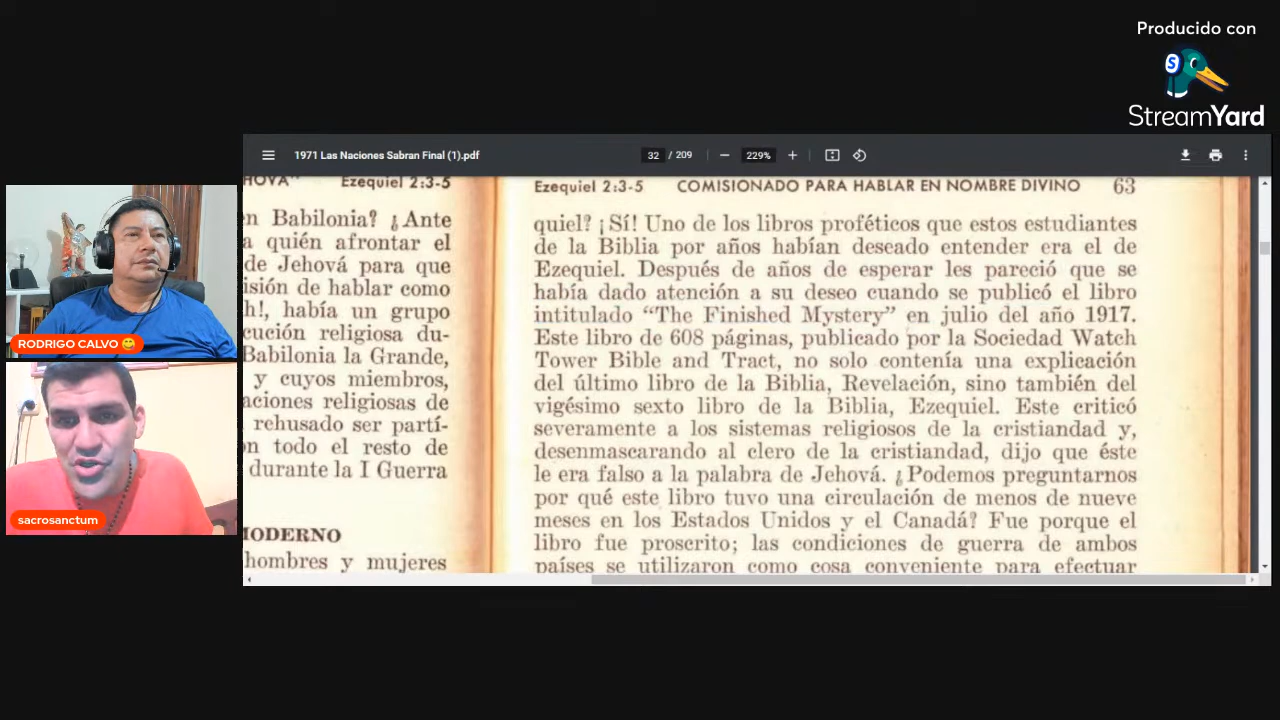 Producido con
StreamYard
1971 Las Naciones Sabran Final (1).pdf
32 / 209
229%
RODRIGO CALVO
sacrosanctum
HOVA" Ezequiel 2:3-5
en Babilonia? ¿Ante
a quién afrontar el
de Jehová para que
isión de hablar como
h!, había un grupo
cución religiosa du-
Babilonia la Grande,
y cuyos miembros,
aciones religiosas de
rehusado ser partí-
on todo el resto de
durante la I Guerra
MODERNO
hombres y mujeres
Ezequiel 2:3-5 COMISIONADO PARA HABLAR EN NOMBRE DIVINO 63
quiel? ¡Sí! Uno de los libros proféticos que estos estudiantes
de la Biblia por años habían deseado entender era el de
Ezequiel. Después de años de esperar les pareció que se
había dado atención a su deseo cuando se publicó el libro
intitulado “The Finished Mystery” en julio del año 1917.
Este libro de 608 páginas, publicado por la Sociedad Watch
Tower Bible and Tract, no solo contenía una explicación
del último libro de la Biblia, Revelación, sino también del
vigésimo sexto libro de la Biblia, Ezequiel. Este criticó
severamente a los sistemas religiosos de la cristiandad y,
desenmascarando al clero de la cristiandad, dijo que éste
le era falso a la palabra de Jehová. ¿Podemos preguntarnos
por qué este libro tuvo una circulación de menos de nueve
meses en los Estados Unidos y el Canadá? Fue porque el
libro fue proscrito; las condiciones de guerra de ambos
países se utilizaron como cosa conveniente para efectuar